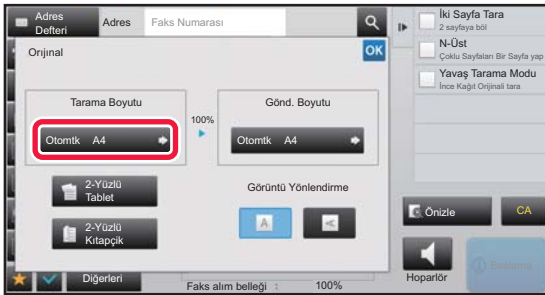 Adres
Defteri
Adres
Faks Numarası
Orijinal
OK
Tarama Boyutu
100%
Gönd. Boyutu
Otomtk A4
Otomtk A4
2-Yüzlü
Tablet
2-Yüzlü
Kıtapçik
Görüntü Yönlendirme
A
A
Diğerleri
Faks alım belleği :
100%
İki Sayfa Tara
2 sayfaya böl
N-Üst
Çoklu Sayfaları Bir Sayfa yap
Yavaş Tarama Modu
İnce Kağıt Orijinali tara
Önizle
CA
Hoparlör